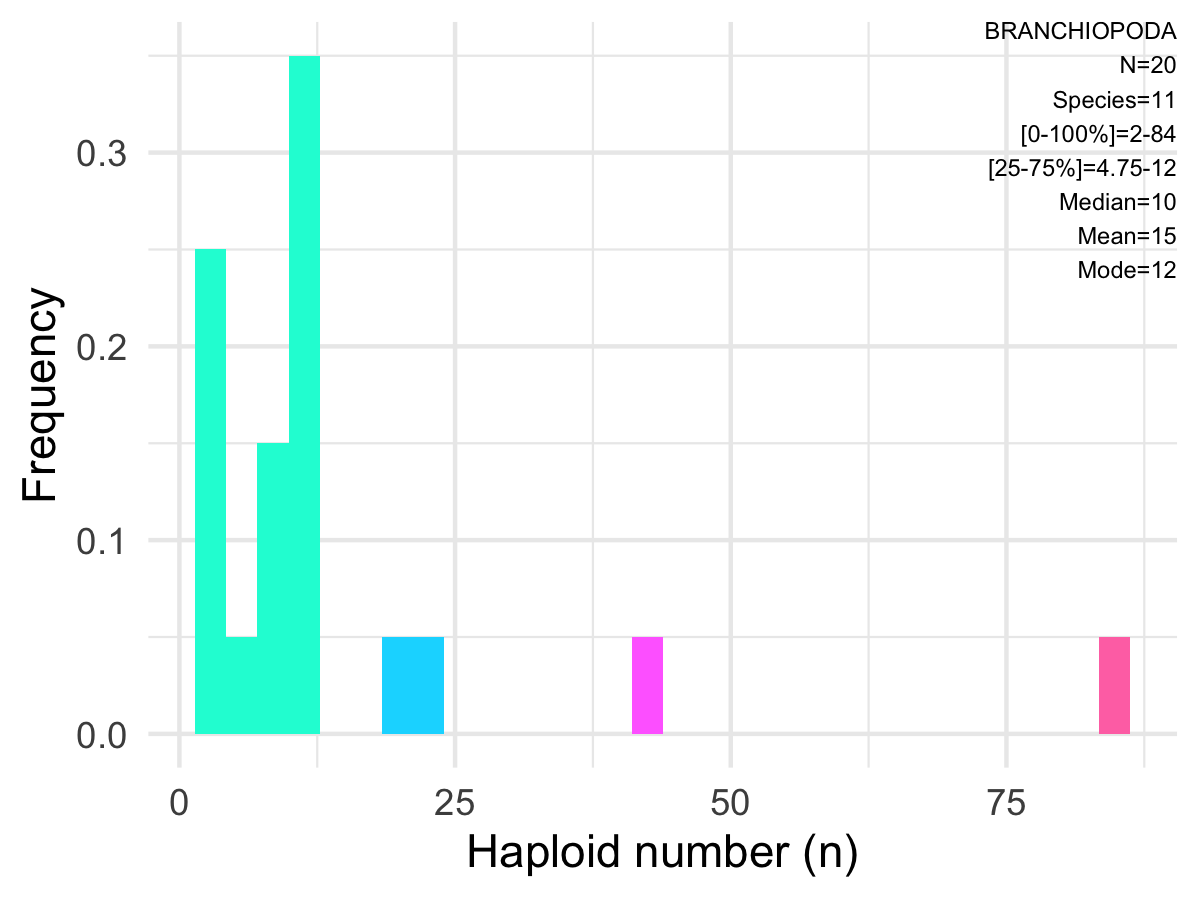 BRANCHIOPODA
N=20
Species=11
[0-100%]=2-84
[25-75%]=4.75-12
Median=10
Mean=15
Mode=12
Frequency
0.3
0.2
0.1
0.0
0 25 50 75
Haploid number (n)